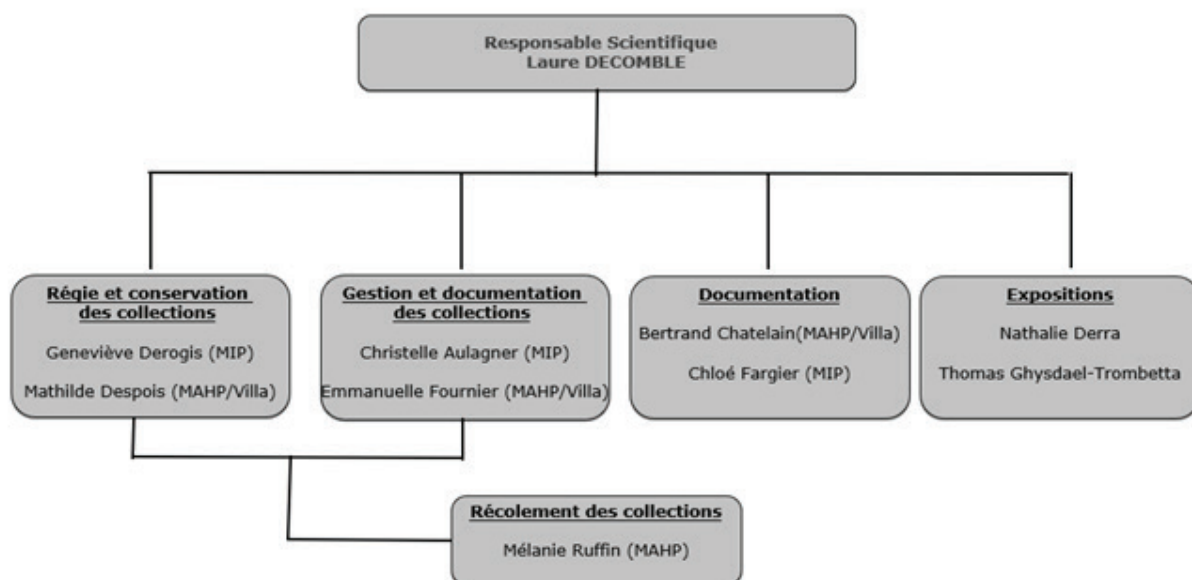 Responsable Scientifique
Laure DECOMBLE
Régie et conservation
des collections
Geneviève Derogis (MIP)
Mathilde Despois (MAHP/Villa)
Gestion et documentation
des collections
Christelle Aulagner (MIP)
Emmanuelle Fournier (MAHP/Villa)
Documentation
Bertrand Chatelain(MAHP/Villa)
Chloé Fargier (MIP)
Expositions
Nathalie Derra
Thomas Ghysdael-Trombetta
Récolement des collections
Mélanie Ruffin (MAHP)